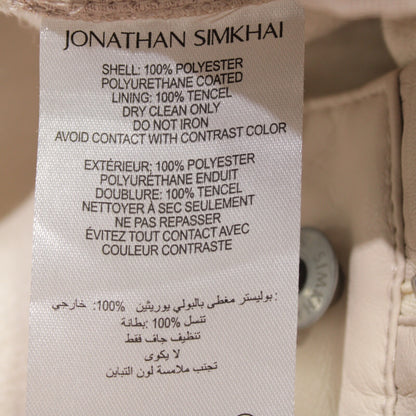 JONATHAN SIMKHAI
SHELL: 100% POLYESTER
POLYURETHANE COATED
LINING: 100% TENCEL
DRY CLEAN ONLY
DO NOT IRON
AVOID CONTACT WITH CONTRAST COLOR
EXTÉRIEUR: 100% POLYESTER
POLYURÉTHANE ENDUIT
DOUBLURE: 100% TENCEL
NETTOYER À SEC SEULEMENT
NE PAS REPASSER
ÉVITEZ TOUT CONTACT AVEC
COULEUR CONTRASTE
بوليستر مغطى بالبولي يوريثين 100%: خارجي:
تنسل 100%: بطانة
تنظيف جاف فقط
لا يكوى
تجنب ملامسة لون التباين
SIMKH